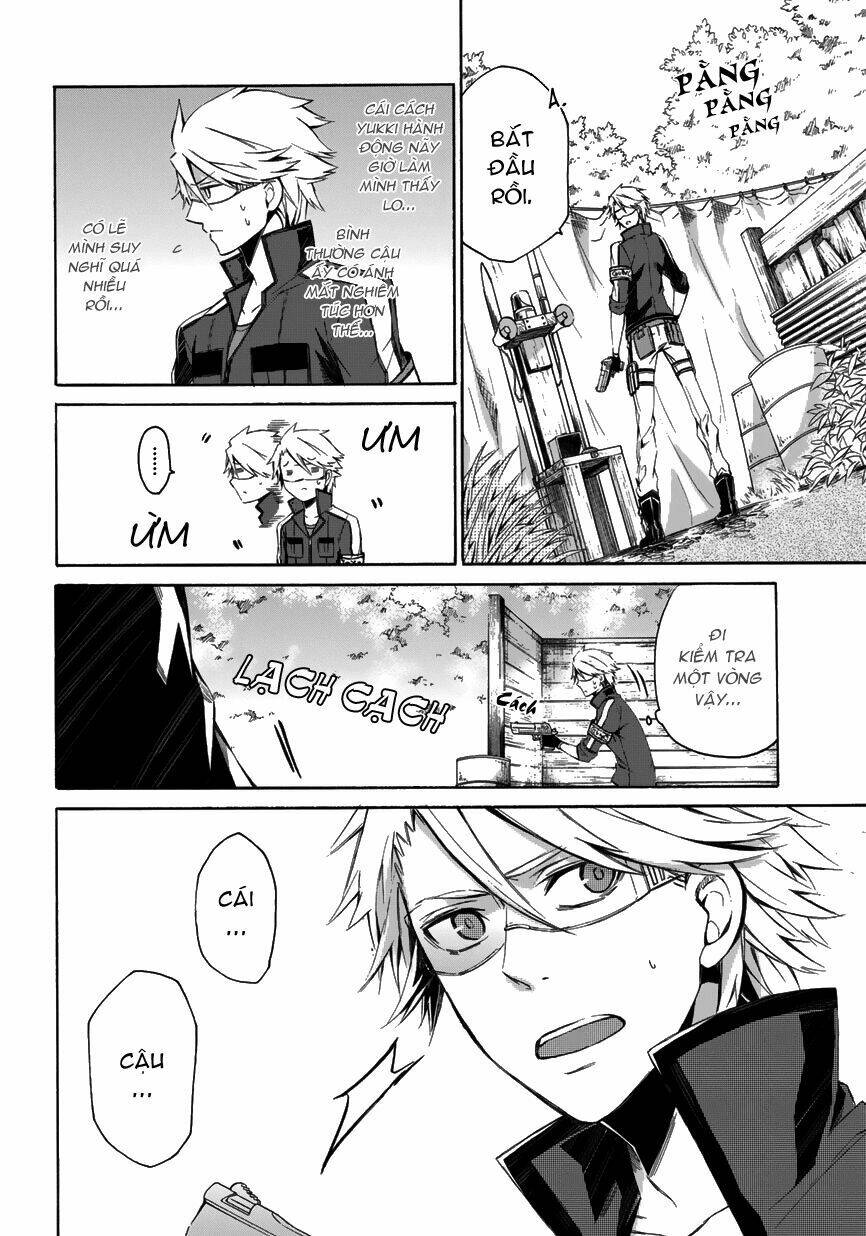 PẰNG
PẰNG
PẰNG
A.
BẮT
ĐẦU
RỒI.
CÁI CÁCH
YUKKI HÀNH
ĐỘNG NÃY
GIỜ LÀM
MÌNH THẤY
LO...
BÌNH
THƯỜNG CẬU
ẤY CÓ ÁNH
MẮT NGHIÊM
TÚC HƠN
THẾ...
CÓ LẼ
MÌNH SUY
NGHĨ QUÁ
NHIỀU
RỒI...
ƯM
......
ỪM
ĐI
KIỂM TRA
MỘT VÒNG
VẬY...
Cách
LẠCH CẠCH
CÁI
...
CẬU
...